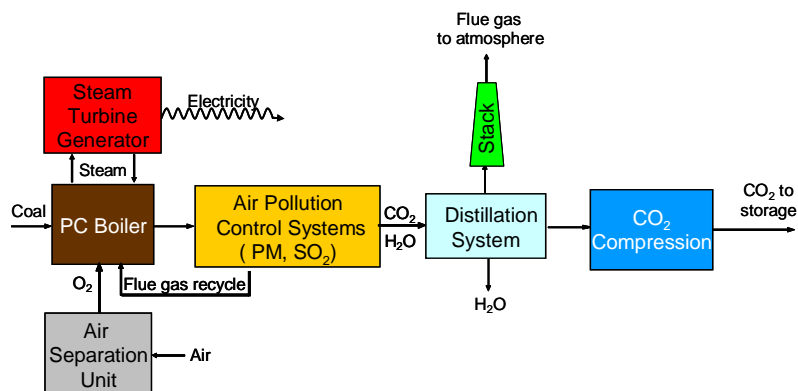 Flue gas
to atmosphere
Steam
Turbine
Generator
Electricity
Stack
Steam
Coal
PC Boiler
Air Pollution
Control Systems
( PM, SO₂)
CO₂
H₂O
Distillation
System
CO₂
Compression
CO₂ to
storage
O₂
Flue gas recycle
H₂O
Air
Separation
Unit
Air